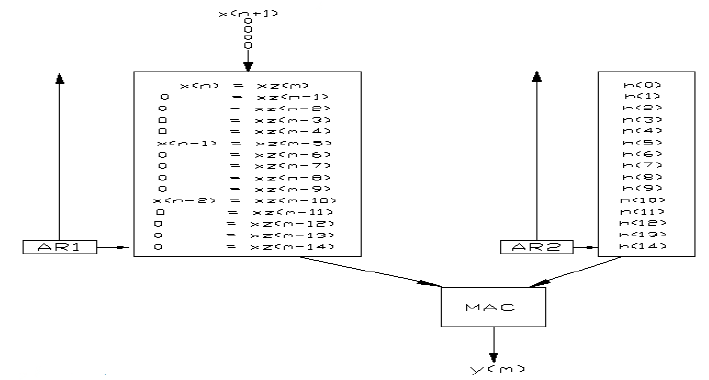 x(n+1)
0
0
0
0
x(n) = xz(m)
0 = xz(m-1)
0 = xz(m-2)
0 = xz(m-3)
0 = xz(m-4)
x(n-1) = xz(m-5)
0 = xz(m-6)
0 = xz(m-7)
0 = xz(m-8)
0 = xz(m-9)
x(n-2) = xz(m-10)
0 = xz(m-11)
0 = xz(m-12)
0 = xz(m-13)
0 = xz(m-14)
AR1
h(0)
h(1)
h(2)
h(3)
h(4)
h(5)
h(6)
h(7)
h(8)
h(9)
h(10)
h(11)
h(12)
h(13)
h(14)
AR2
MAC
y(m)